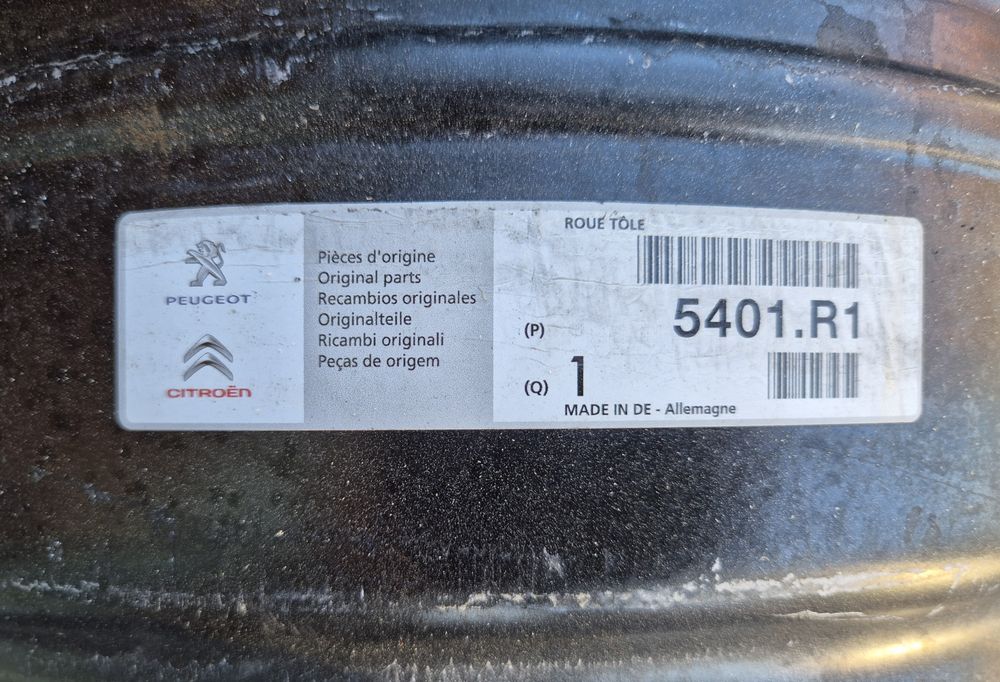 PEUGEOT
CITROËN
Pièces d'origine
Original parts
Recambios originales
Originalteile
Ricambi originali
Peças de origem
ROUE TÔLE
(P) 5401.R1
(Q) 1
MADE IN DE - Allemagne